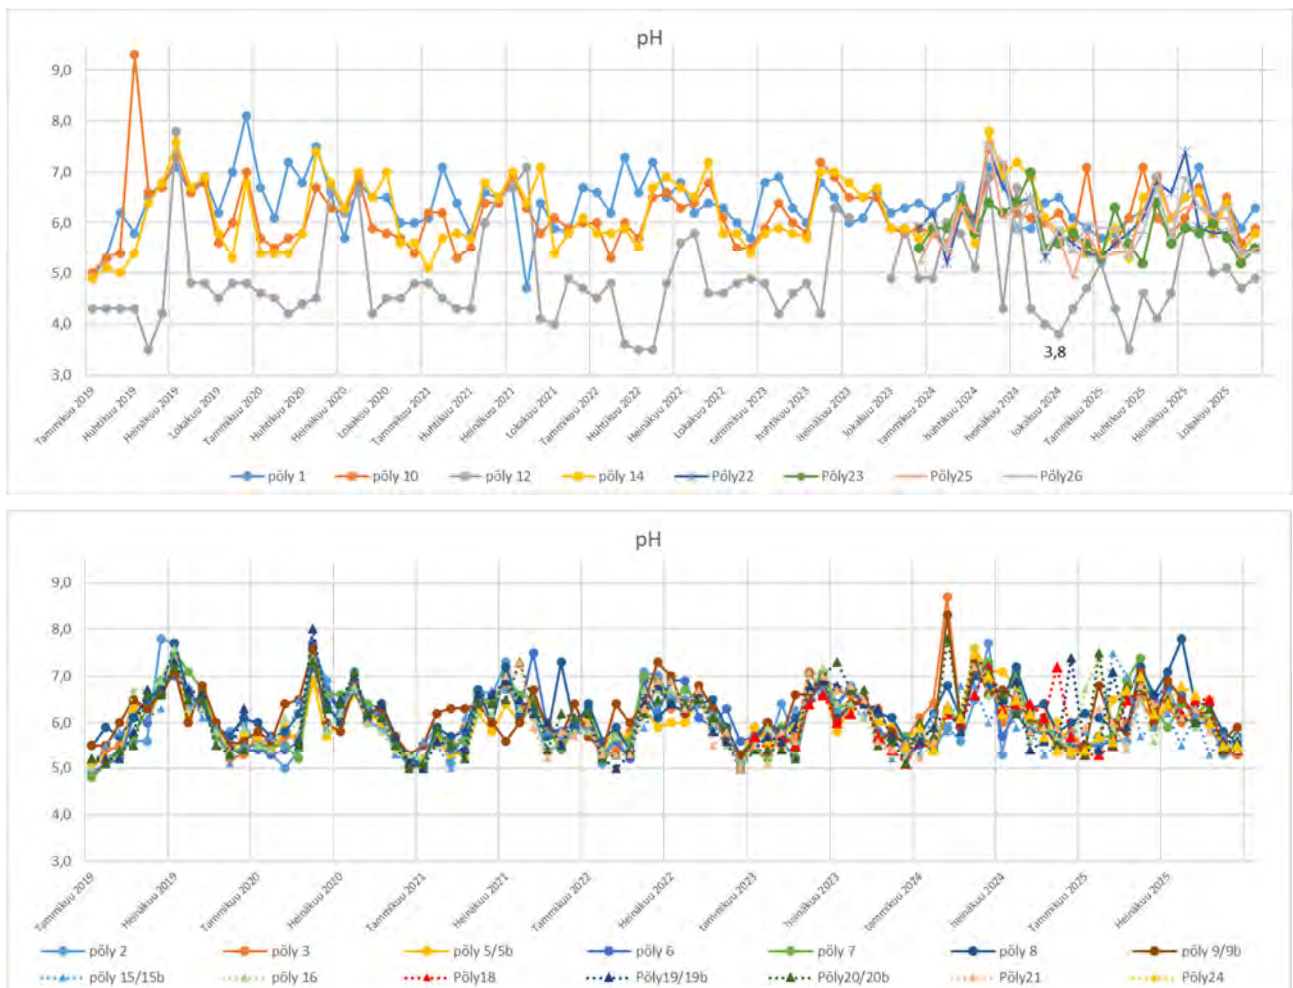 pH
9,0
8,0
7,0
6,0
5,0
4,0
3,0
3,8
Tammikuu 2019
Huhtikuu 2019
Heinäkuu 2019
Lokakuu 2019
Tammikuu 2020
Huhtikuu 2020
Heinäkuu 2020
Lokakuu 2020
Tammikuu 2021
Huhtikuu 2021
Heinäkuu 2021
Lokakuu 2021
Tammikuu 2022
Huhtikuu 2022
Heinäkuu 2022
Lokakuu 2022
tammikuu 2023
huhtikuu 2023
heinäkuu 2023
lokakuu 2023
tammikuu 2024
huhtikuu 2024
heinäkuu 2024
lokakuu 2024
Tammikuu 2025
Huhtikuu 2025
Heinäkuu 2025
Lokakuu 2025
pöly 1 pöly 10 pöly 12 pöly 14 Pöly22 Pöly23 Pöly25 Pöly26
pH
9,0
8,0
7,0
6,0
5,0
4,0
3,0
Tammikuu 2019
Heinäkuu 2019
Tammikuu 2020
Heinäkuu 2020
Tammikuu 2021
Heinäkuu 2021
Tammikuu 2022
Heinäkuu 2022
tammikuu 2023
heinäkuu 2023
tammikuu 2024
heinäkuu 2024
Tammikuu 2025
Heinäkuu 2025
pöly 2 pöly 3 pöly 5/5b pöly 6 pöly 7 pöly 8 pöly 9/9b
pöly 15/15b pöly 16 Pöly18 Pöly19/19b Pöly20/20b Pöly21 Pöly24